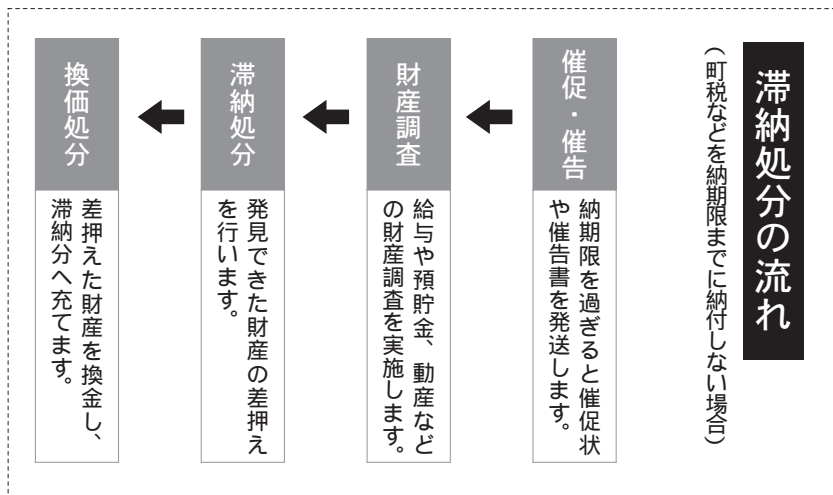 滞納処分の流れ
(町税などを納期限までに納付しない場合)
催促・催告
納期限を過ぎると催促状
や催告書を発送します。
財産調査
給与や預貯金、動産など
の財産調査を実施します。
滞納処分
発見できた財産の差押え
を行います。
換価処分
差押えた財産を換金し、
滞納分へ充てます。